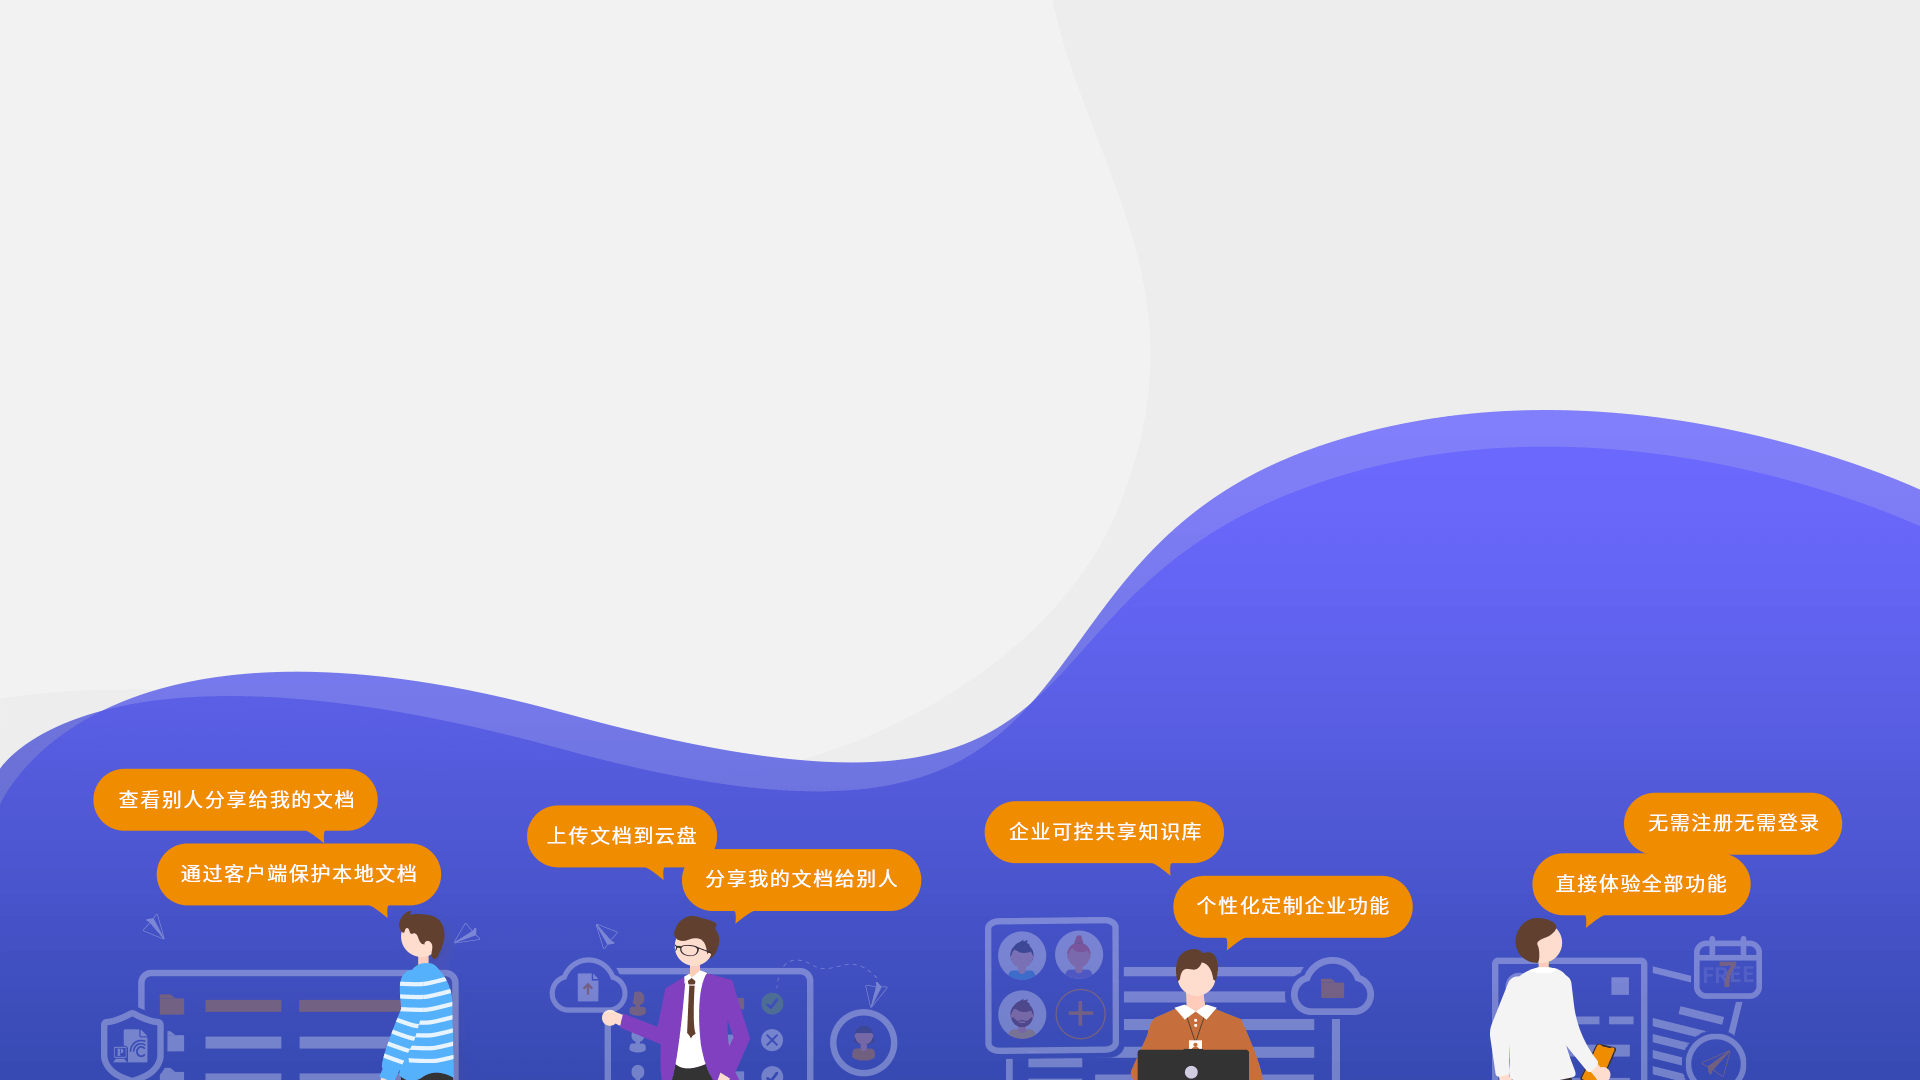 查看别人分享给我的文档
通过客户端保护本地文档
上传文档到云盘
分享我的文档给别人
企业可控共享知识库
个性化定制企业功能
无需注册无需登录
直接体验全部功能
P
C
FREE
7